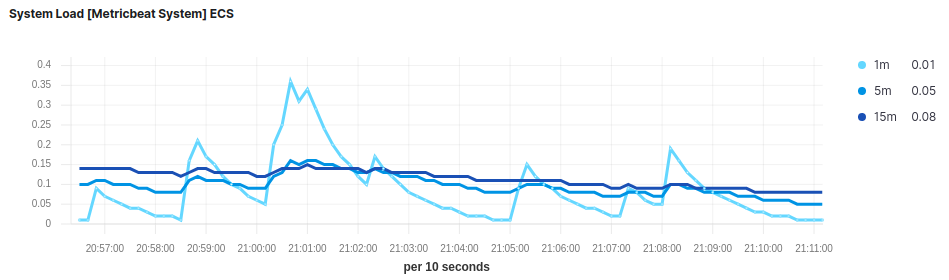 System Load [Metricbeat System] ECS
0.4
0.35
0.3
0.25
0.2
0.15
0.1
0.05
0
20:57:00 20:58:00 20:59:00 21:00:00 21:01:00 21:02:00 21:03:00 21:04:00 21:05:00 21:06:00 21:07:00 21:08:00 21:09:00 21:10:00 21:11:00
per 10 seconds
1m 0.01
5m 0.05
15m 0.08